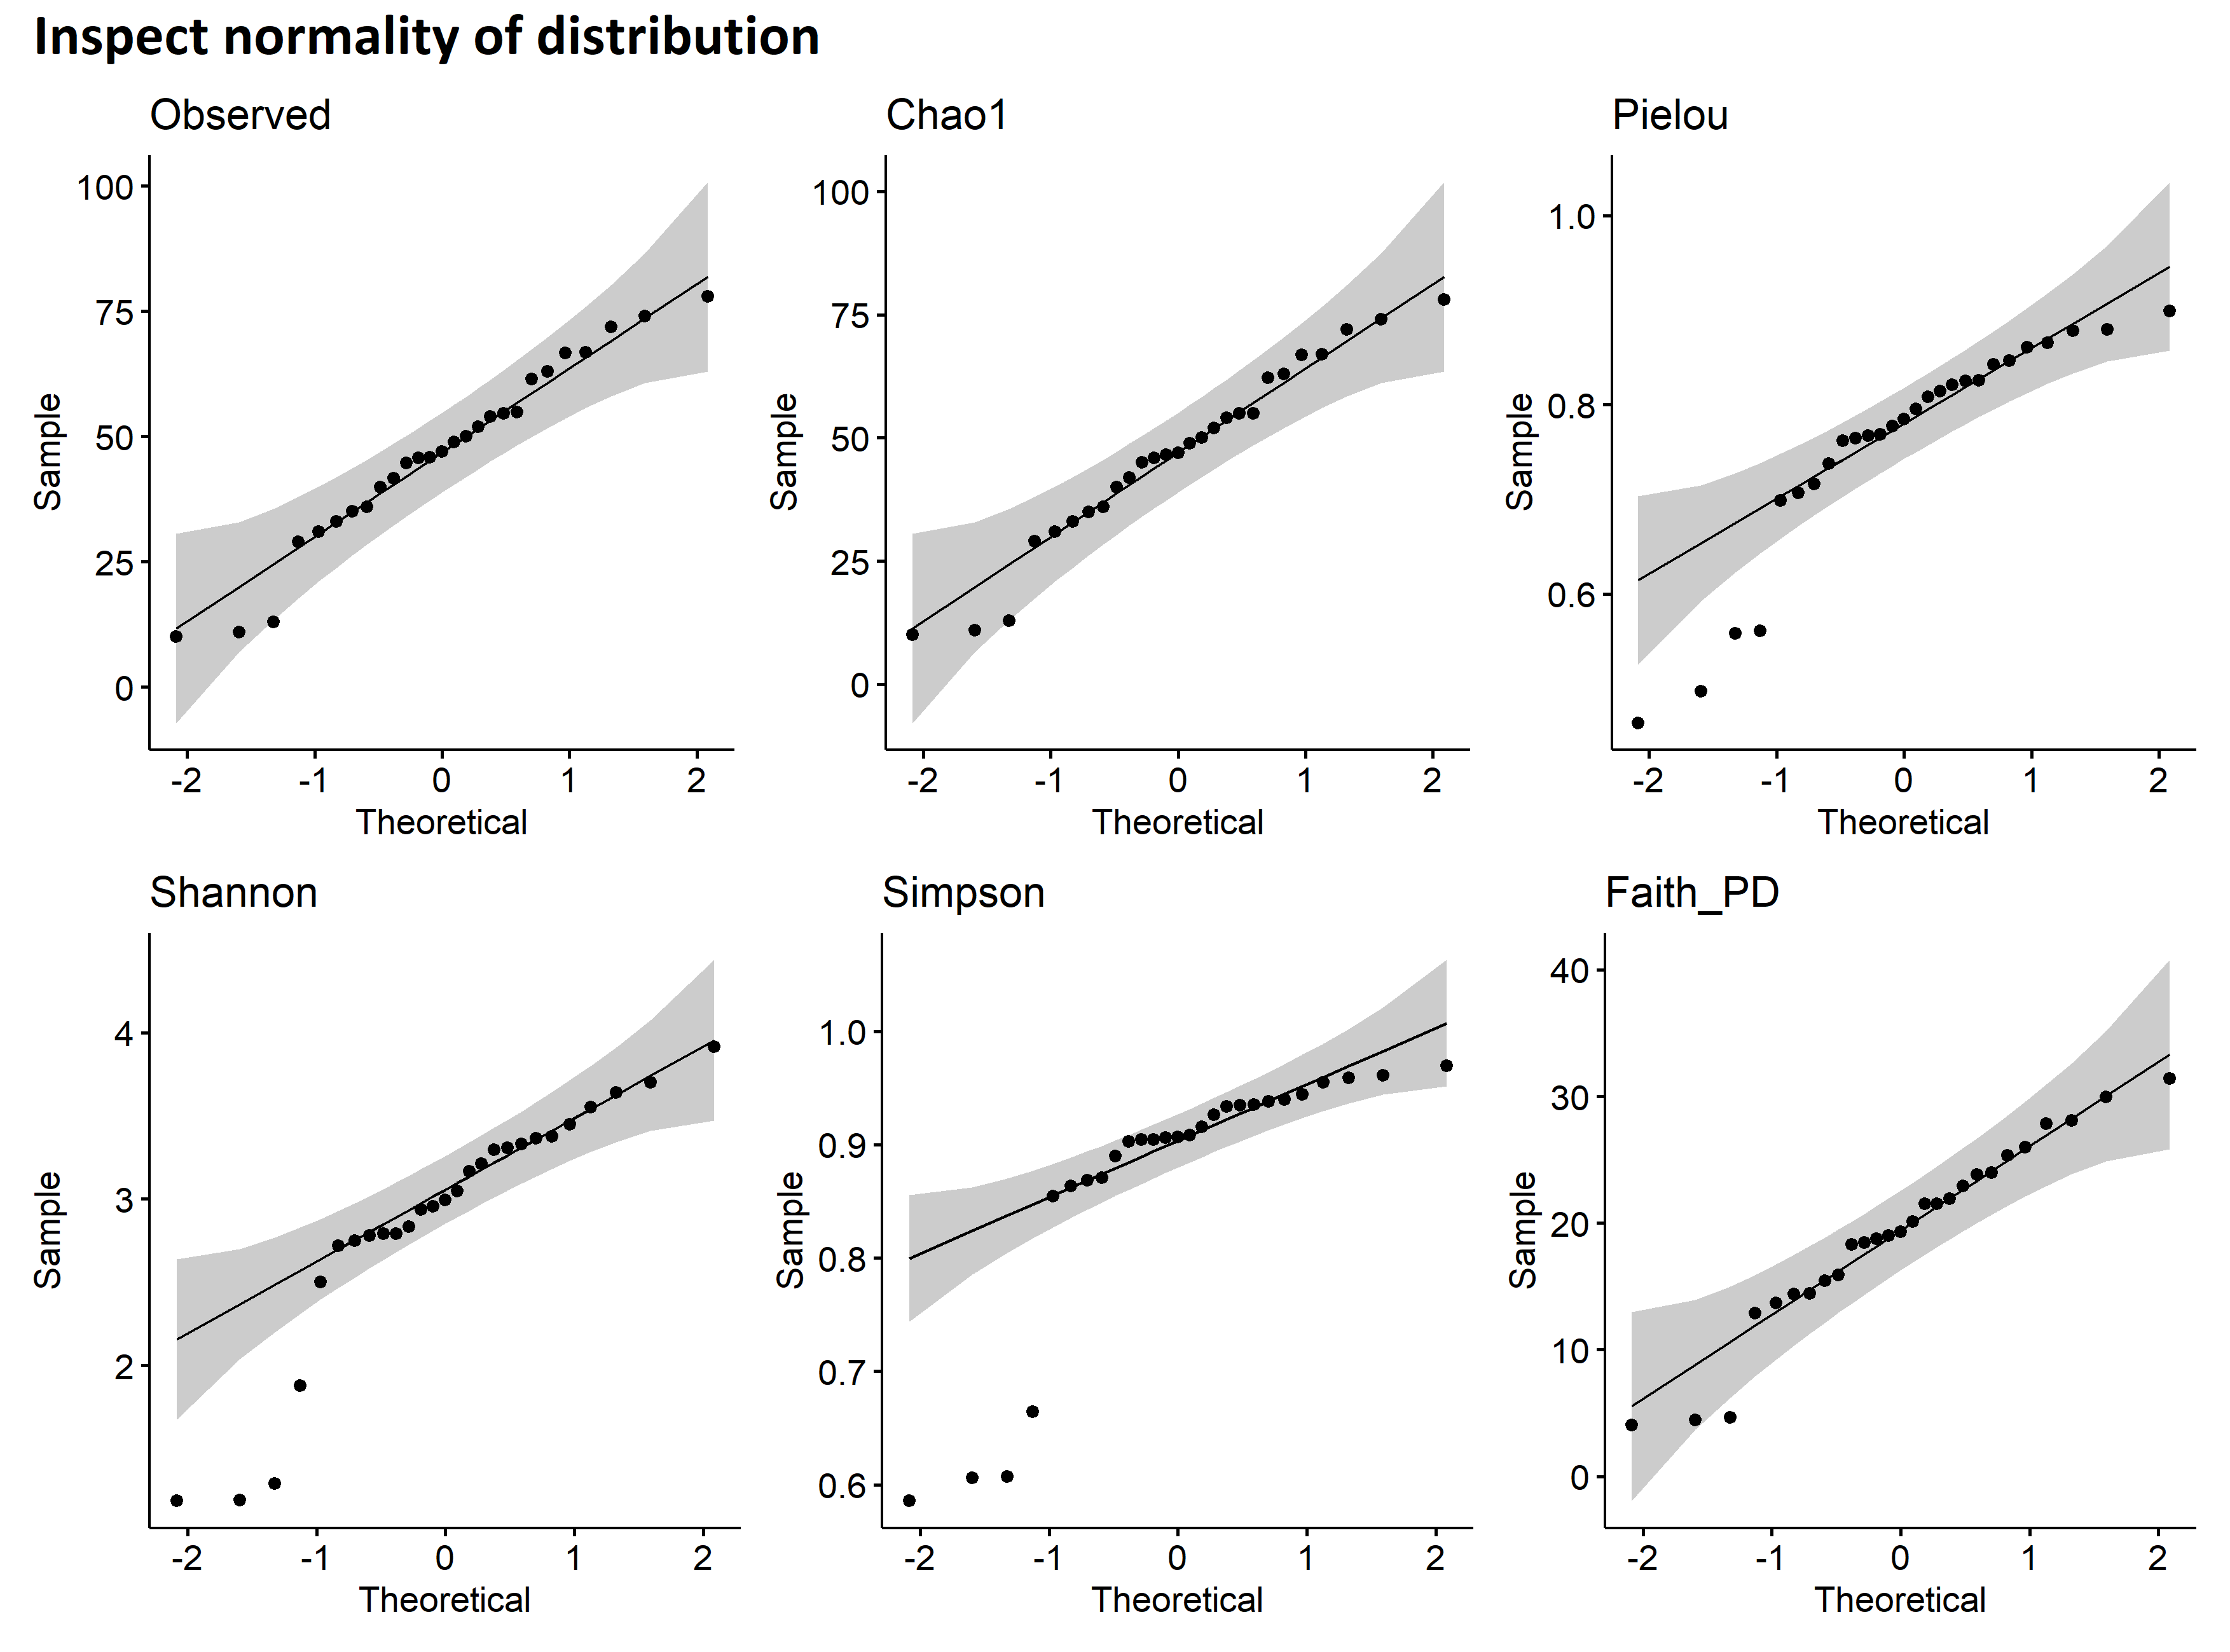 Inspect normality of distribution
Observed
100
75
50
25
0
Sample
-2 -1 0 1 2
Theoretical
Chao1
100
75
50
25
0
Sample
-2 -1 0 1 2
Theoretical
Pielou
1.0
0.8
0.6
Sample
-2 -1 0 1 2
Theoretical
Shannon
4
3
2
Sample
-2 -1 0 1 2
Theoretical
Simpson
1.0
0.9
0.8
0.7
0.6
Sample
-2 -1 0 1 2
Theoretical
Faith_PD
40
30
20
10
0
Sample
-2 -1 0 1 2
Theoretical